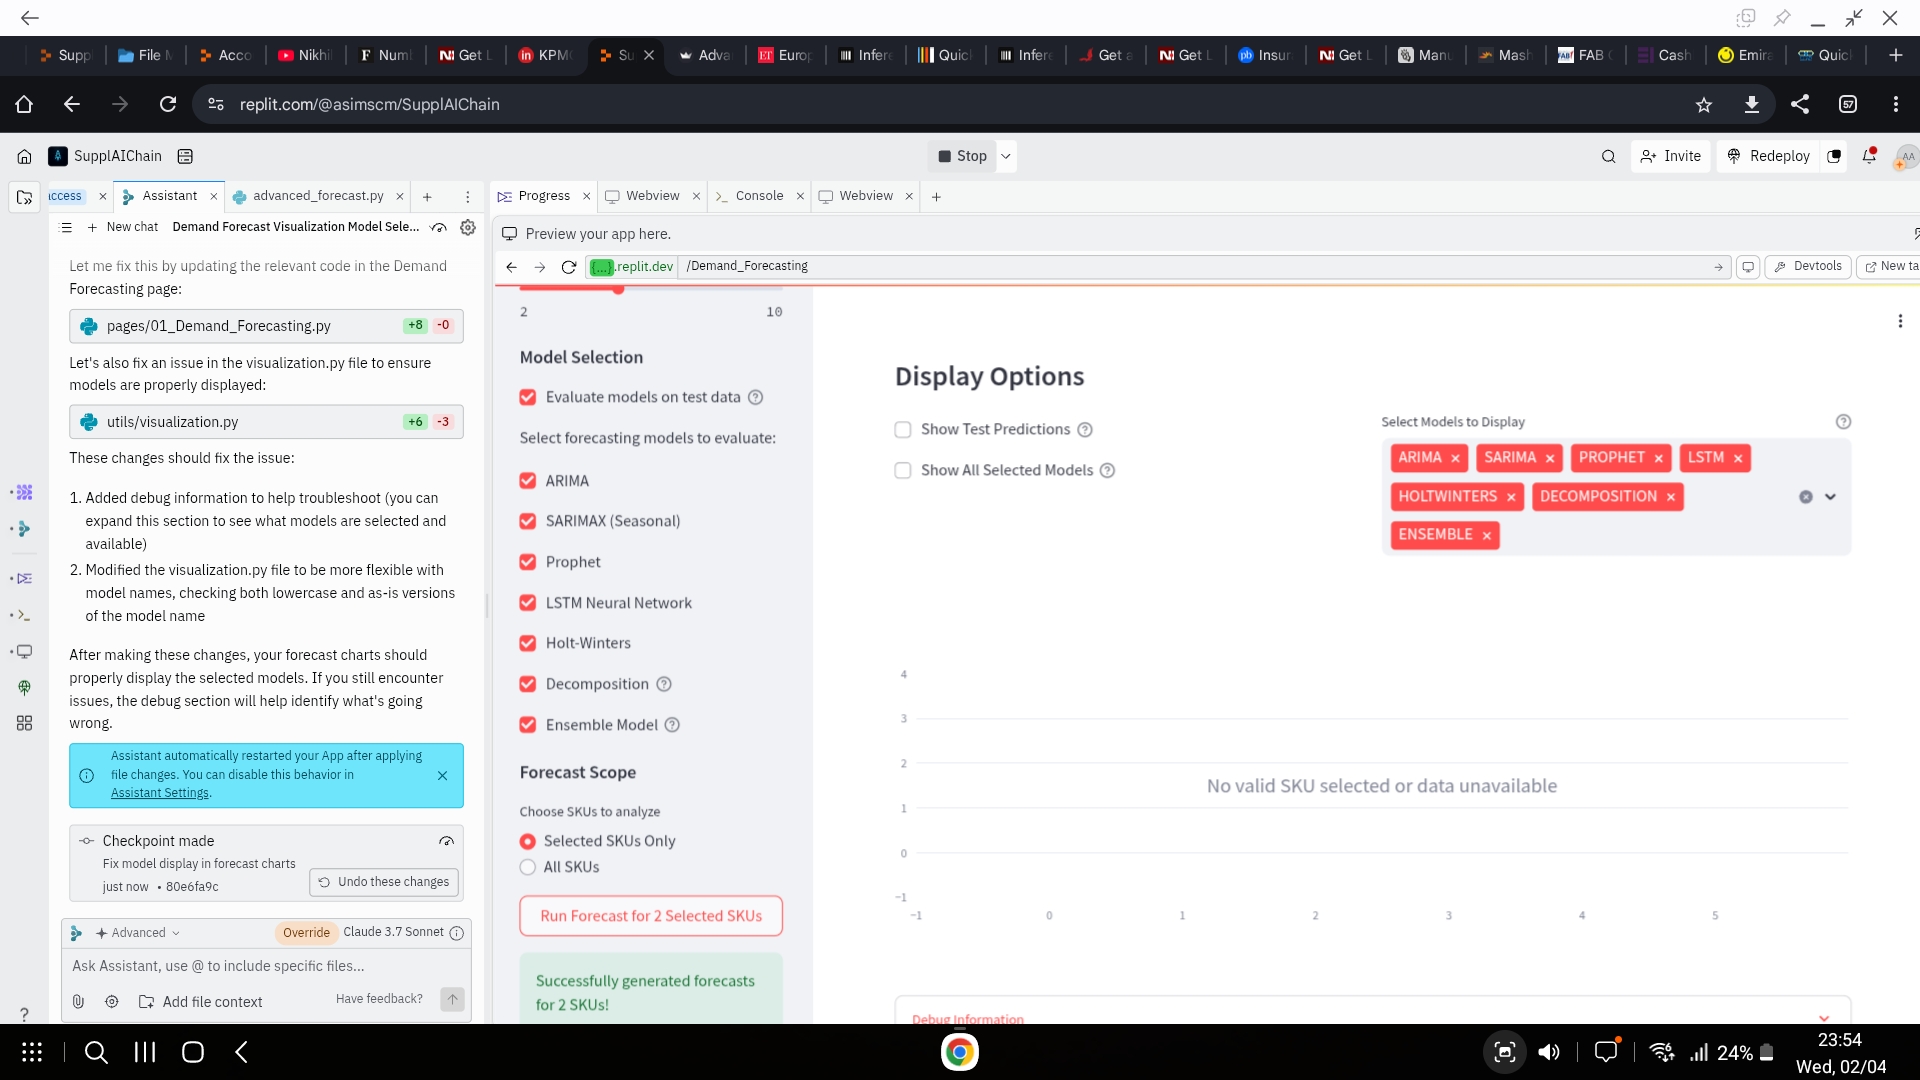 Supp
File M
Acco
Nikhi
Num
Get L
KPM
Su
Adva
Europ
Infere
Quick
Infere
Get a
Get L
Insur
Get L
Manu
Mash
FAB C
Cash
Emira
Quic
replit.com/@asimscm/SupplAIChain
57
SupplAIChain
Stop
Invite
Redeploy
AA
access
Assistant
advanced_forecast.py
Progress
Webview
Console
Webview
New chat
Demand Forecast Visualization Model Sele...
Preview your app here.
{...}.replit.dev
/Demand_Forecasting
Devtools
New ta
Let me fix this by updating the relevant code in the Demand
Forecasting page:
pages/01_Demand_Forecasting.py +8 -0
Let's also fix an issue in the visualization.py file to ensure
models are properly displayed:
utils/visualization.py +6 -3
These changes should fix the issue:
1. Added debug information to help troubleshoot (you can
expand this section to see what models are selected and
available)
2. Modified the visualization.py file to be more flexible with
model names, checking both lowercase and as-is versions
of the model name
After making these changes, your forecast charts should
properly display the selected models. If you still encounter
issues, the debug section will help identify what's going
wrong.
Assistant automatically restarted your App after applying
file changes. You can disable this behavior in
Assistant Settings.
Checkpoint made
Fix model display in forecast charts
just now • 80e6fa9c
Undo these changes
Advanced
Override
Claude 3.7 Sonnet
Ask Assistant, use @ to include specific files...
Add file context
Have feedback?
2 10
Model Selection
Evaluate models on test data
Select forecasting models to evaluate:
ARIMA
SARIMAX (Seasonal)
Prophet
LSTM Neural Network
Holt-Winters
Decomposition
Ensemble Model
Forecast Scope
Choose SKUs to analyze
Selected SKUs Only
All SKUs
Run Forecast for 2 Selected SKUs
Successfully generated forecasts
for 2 SKUs!
Display Options
Show Test Predictions
Show All Selected Models
Select Models to Display
ARIMA
SARIMA
PROPHET
LSTM
HOLTWINTERS
DECOMPOSITION
ENSEMBLE
4
3
2
No valid SKU selected or data unavailable
1
0
−1
−1 0 1 2 3 4 5
Debug Information
24%
23:54
Wed, 02/04